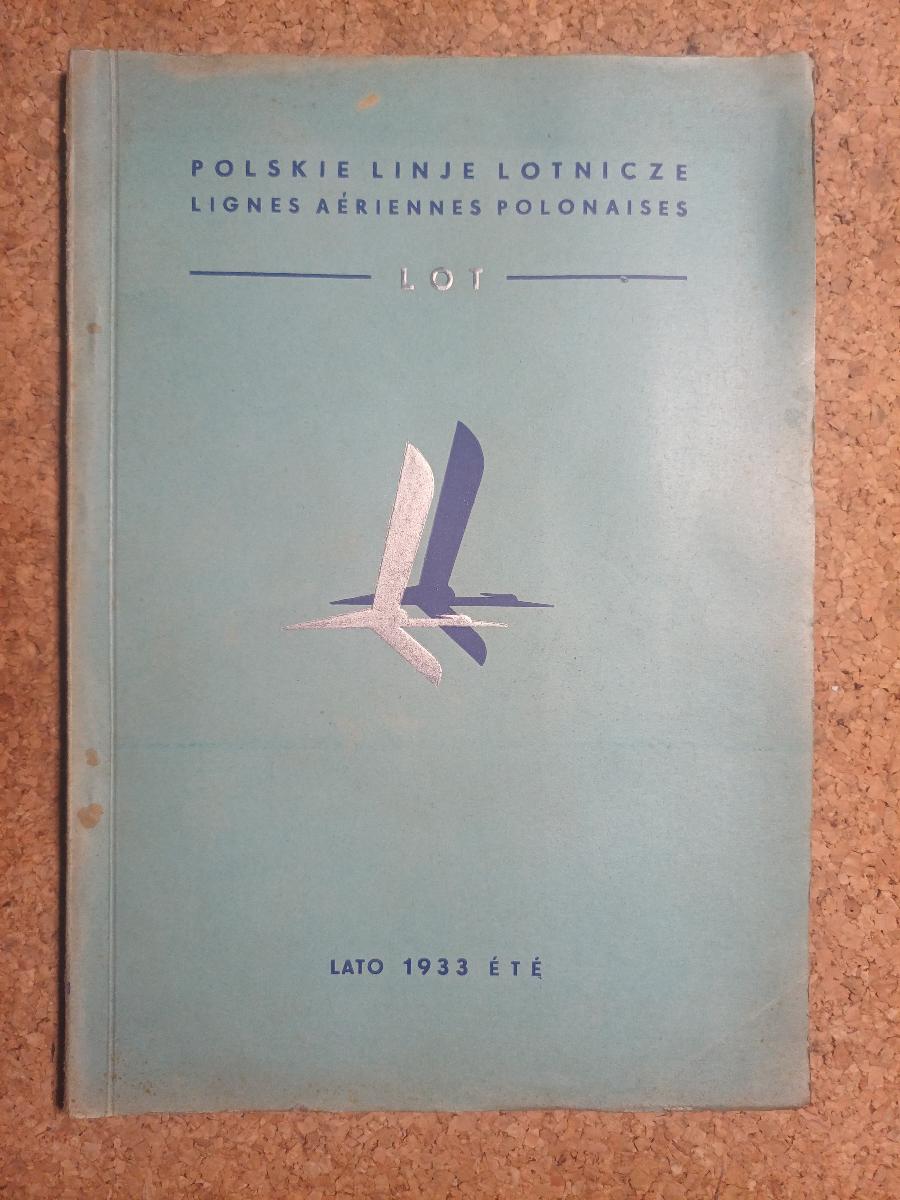 POLSKIE LINJE LOTNICZE
LIGNES AÉRIENNES POLONAISES
LOT
LATO 1933 ÉTÉ